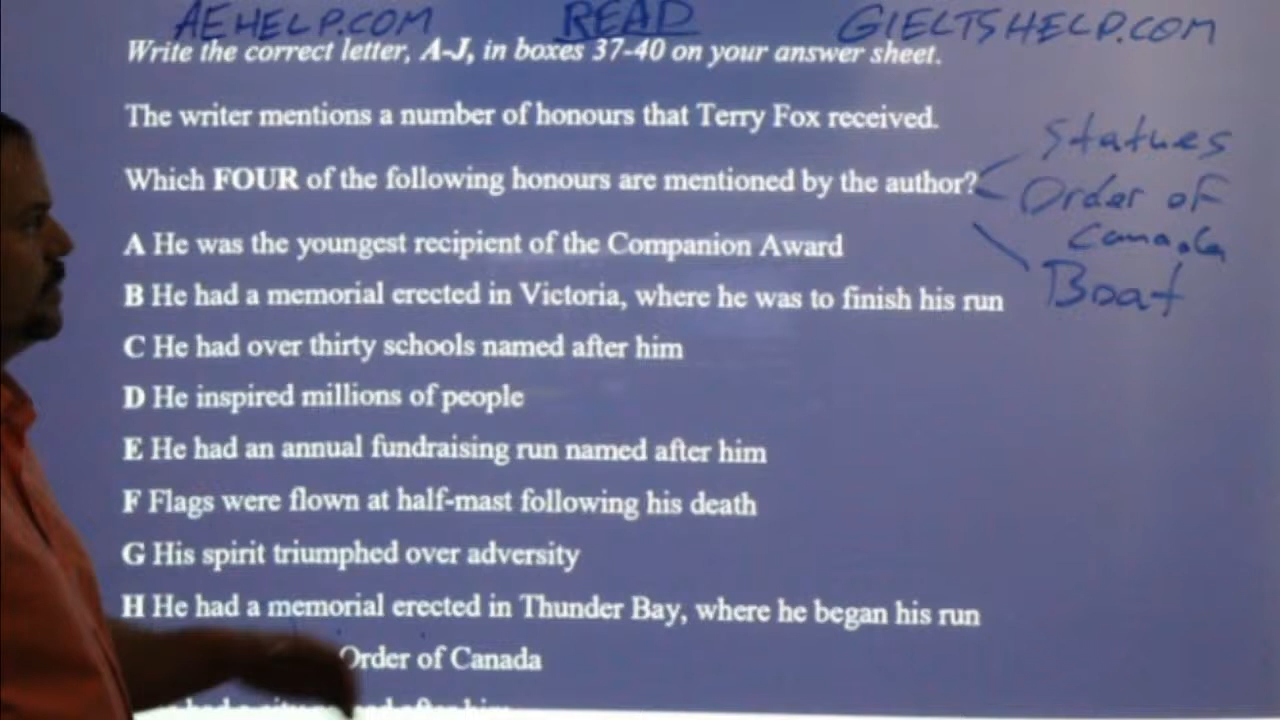 AEHELP.COM READ GIELTSHELP.COM
Write the correct letter, A-J, in boxes 37-40 on your answer sheet.
The writer mentions a number of honours that Terry Fox received.
Which FOUR of the following honours are mentioned by the author?
Statues
Order of
Canada
Boat
A He was the youngest recipient of the Companion Award
B He had a memorial erected in Victoria, where he was to finish his run
C He had over thirty schools named after him
D He inspired millions of people
E He had an annual fundraising run named after him
F Flags were flown at half-mast following his death
G His spirit triumphed over adversity
H He had a memorial erected in Thunder Bay, where he began his run
Order of Canada
had a city after him